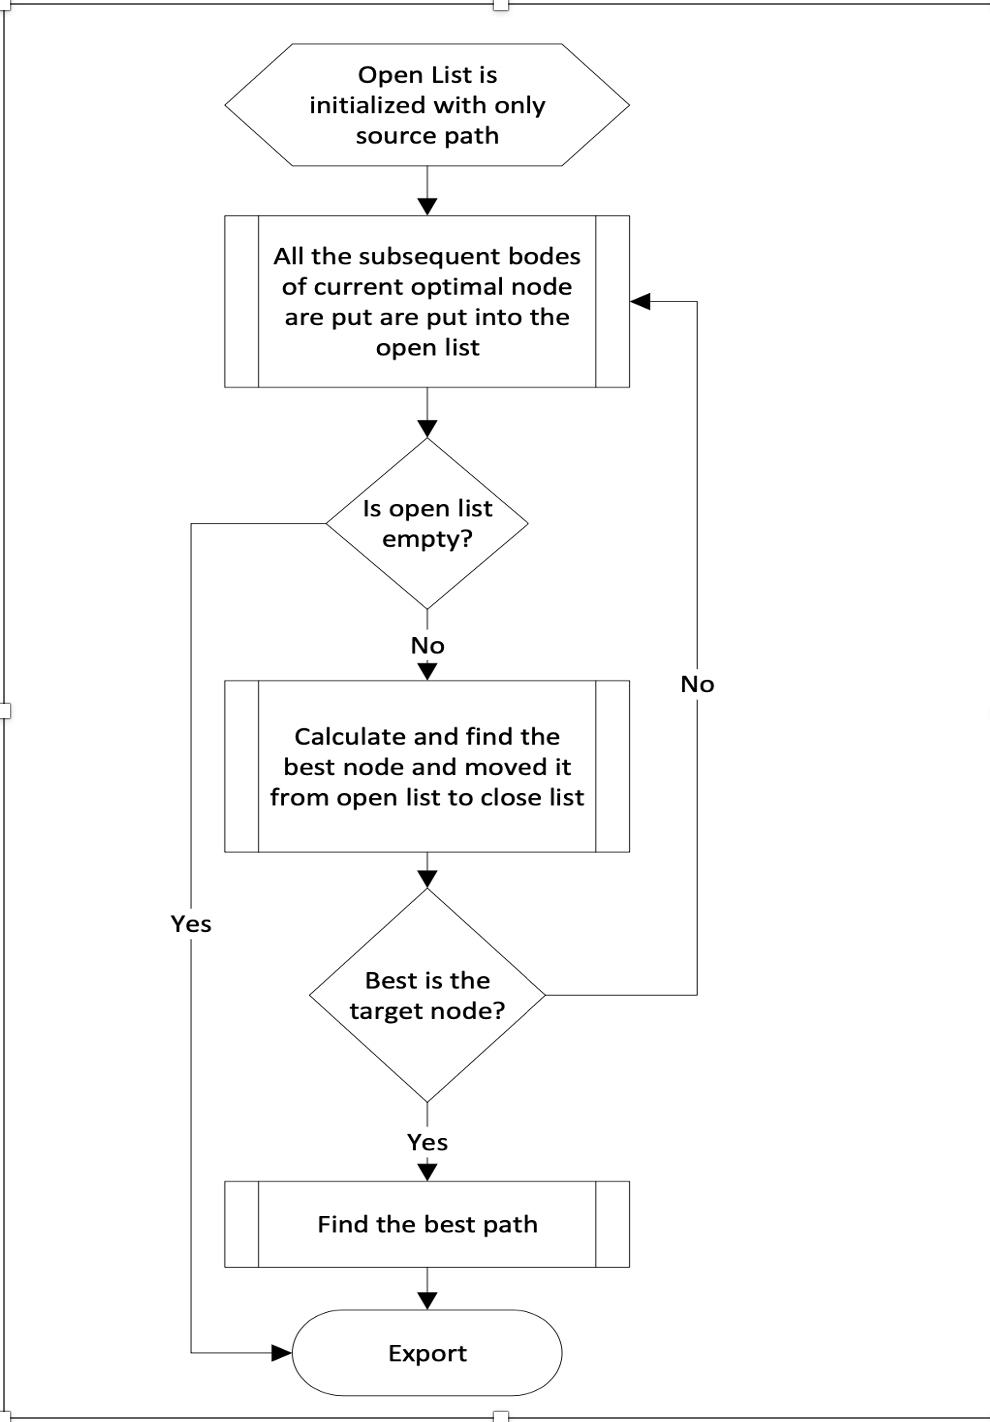 Open List is
initialized with only
source path
All the subsequent bodes
of current optimal node
are put are put into the
open list
Is open list
empty?
No
Calculate and find the
best node and moved it
from open list to close list
No
Yes
Best is the
target node?
Yes
Find the best path
Export